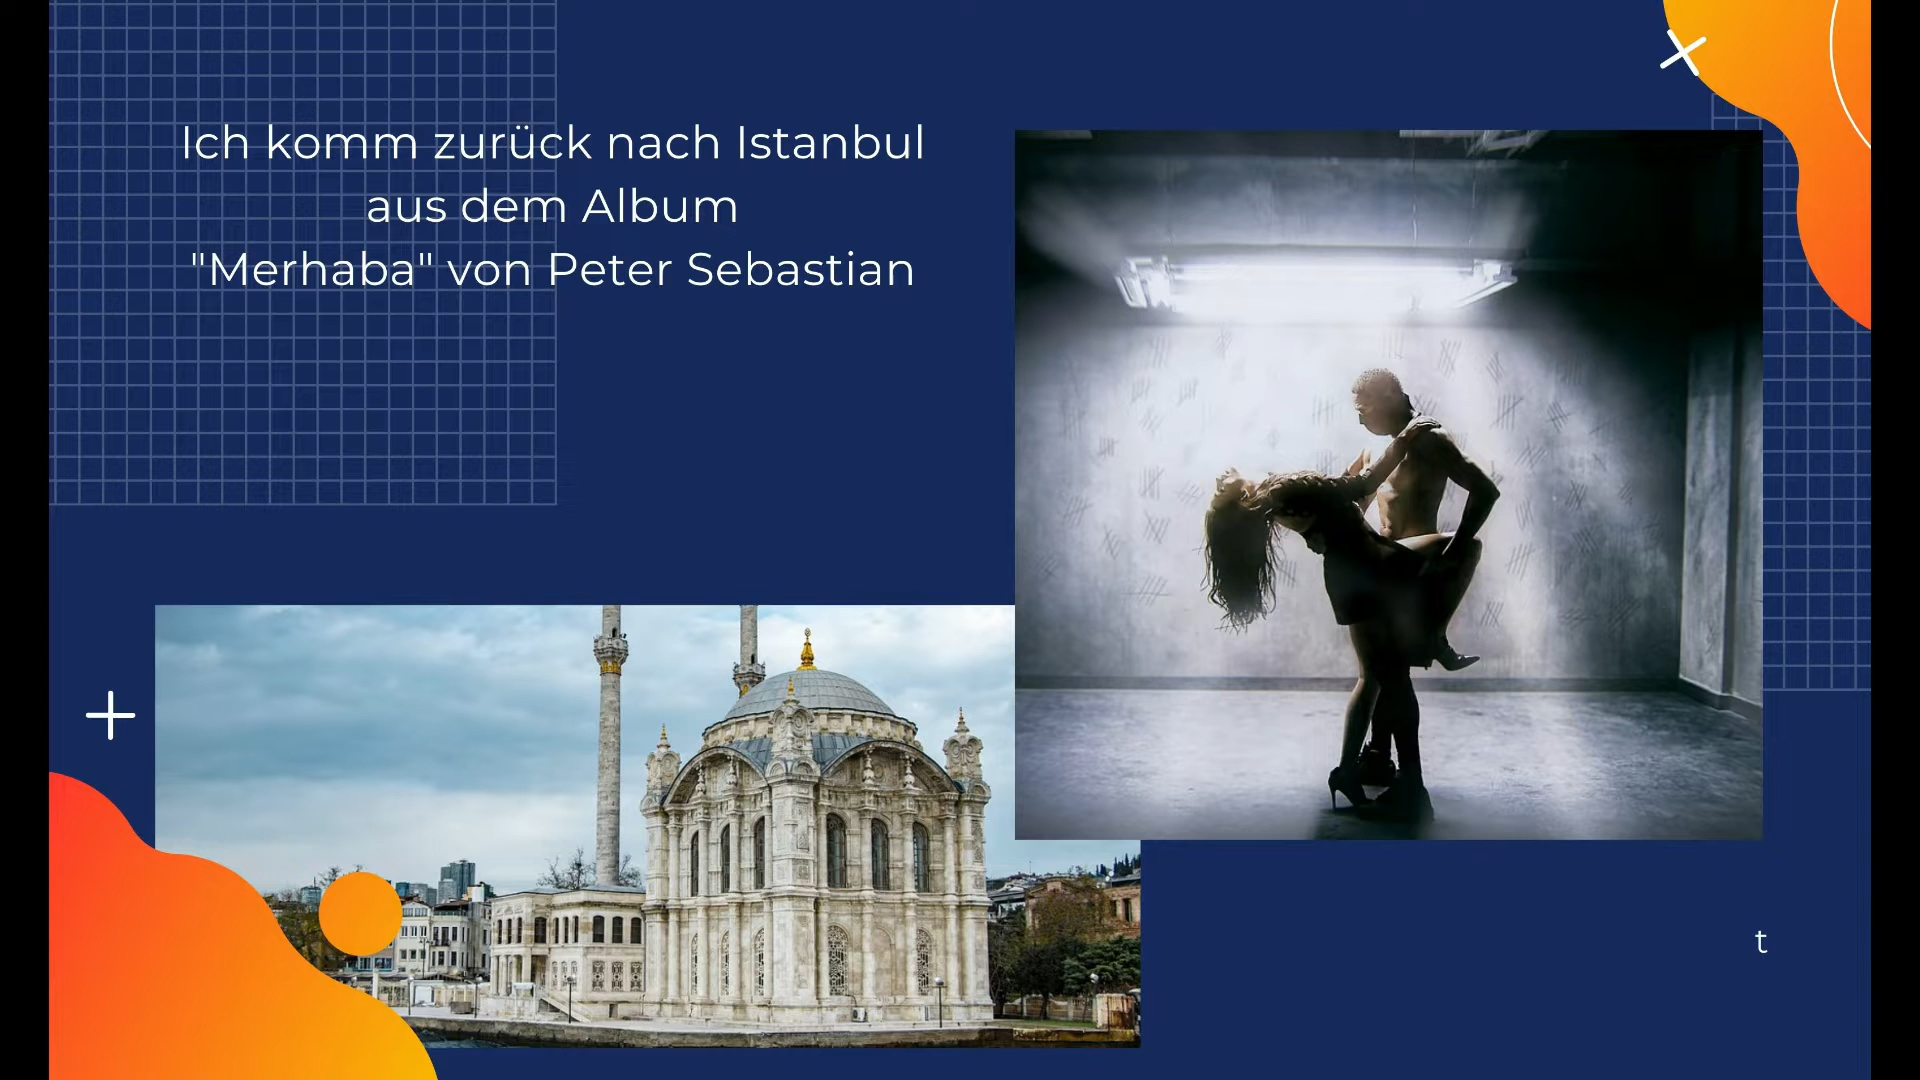 Ich komm zurück nach Istanbul
aus dem Album
"Merhaba" von Peter Sebastian
t